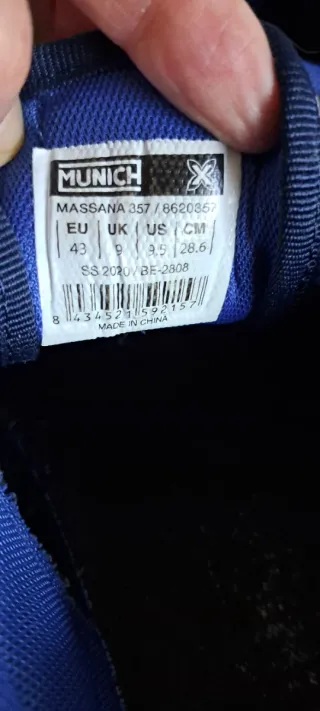 MUNICH X
MASSANA 357 / 8620357
EU | UK | US | CM
43 | 9 | 9.5 | 28.6
SS 2020 / BE-2808
8 434521 592157
MADE IN CHINA